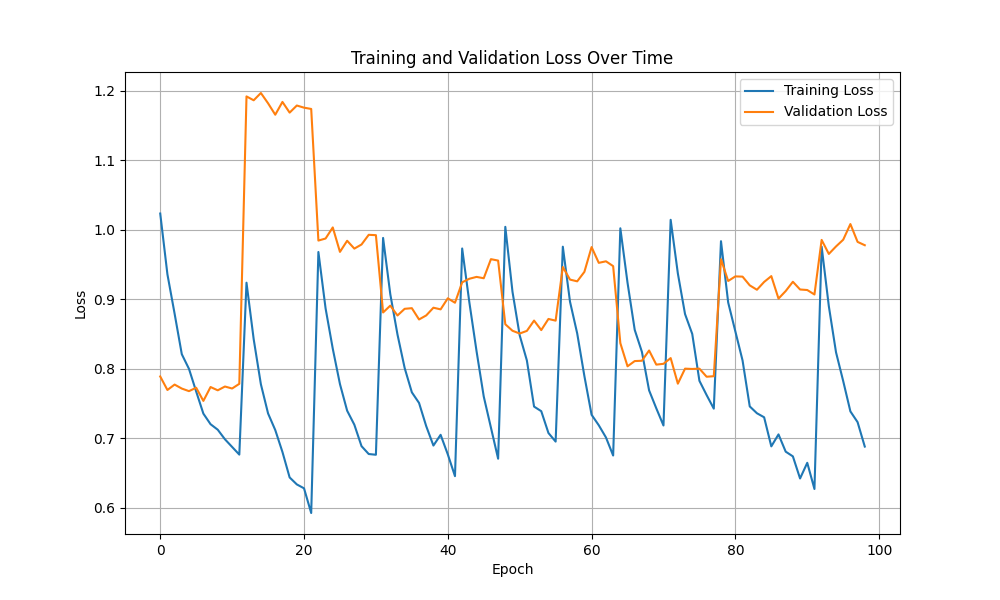 Training and Validation Loss Over Time
Training Loss
Validation Loss
1.2
1.1
1.0
0.9
0.8
0.7
0.6
Loss
0 20 40 60 80 100
Epoch